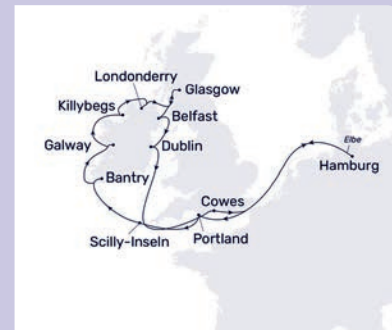 Londonderry
Glasgow
Killybegs
Belfast
Galway
Dublin
Elbe
Hamburg
Bantry
Cowes
Scilly-Inseln
Portland